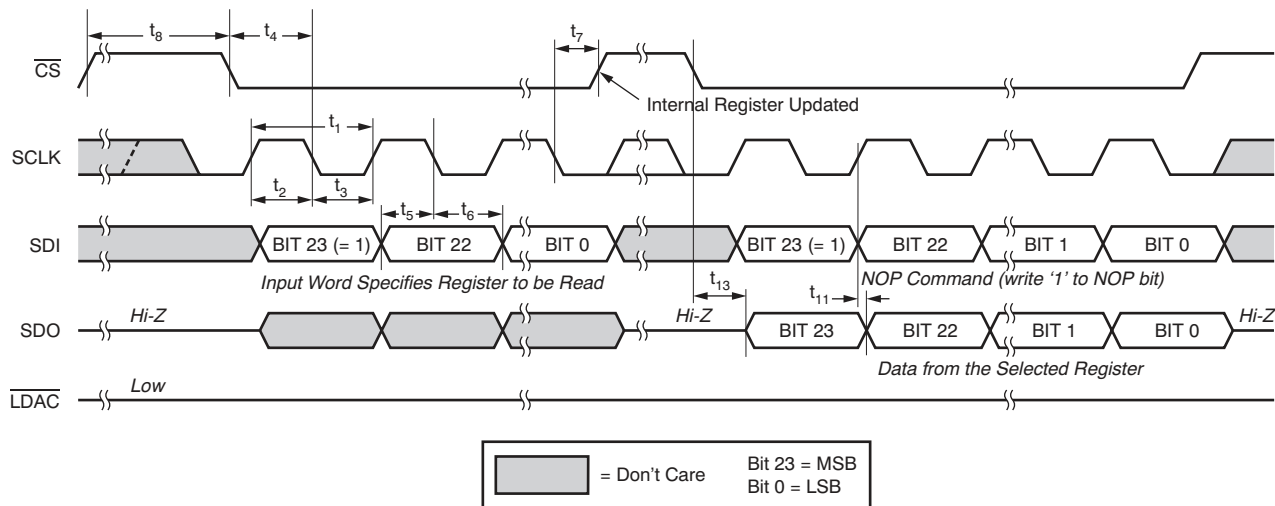 t8 t4 t7
CS
Internal Register Updated
t1
SCLK
t2 t3 t5 t6
SDI BIT 23 (= 1) BIT 22 BIT 0 BIT 23 (= 1) BIT 22 BIT 1 BIT 0
Input Word Specifies Register to be Read NOP Command (write '1' to NOP bit)
t13 t11
SDO Hi-Z Hi-Z BIT 23 BIT 22 BIT 1 BIT 0 Hi-Z
Data from the Selected Register
LDAC Low
= Don't Care
Bit 23 = MSB
Bit 0 = LSB